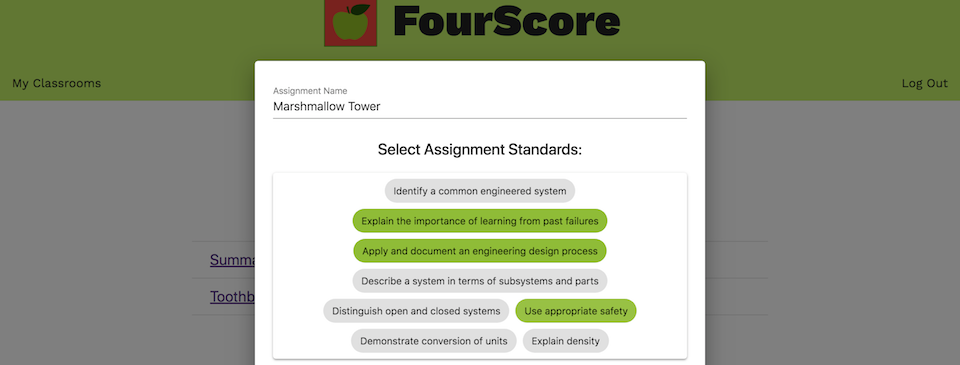 FourScore
My Classrooms
Log Out
Assignment Name
Marshmallow Tower
Select Assignment Standards:
Identify a common engineered system
Explain the importance of learning from past failures
Apply and document an engineering design process
Describe a system in terms of subsystems and parts
Distinguish open and closed systems Use appropriate safety
Demonstrate conversion of units Explain density
Summa
Toothb